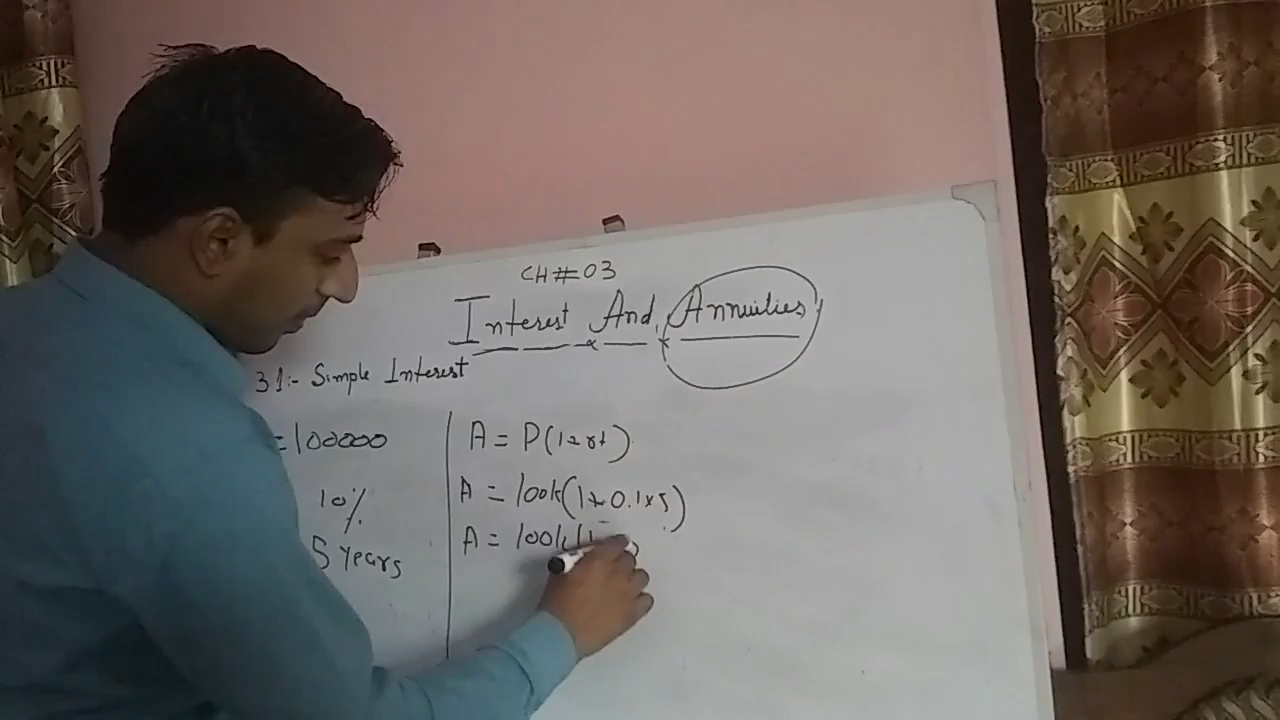 CH#03
Interest And Annuities
3.1:- Simple Interest
=100000
10%
5 Years
A = P(1+rt)
A = 100k(1+0.1x5)
A = 100k(1